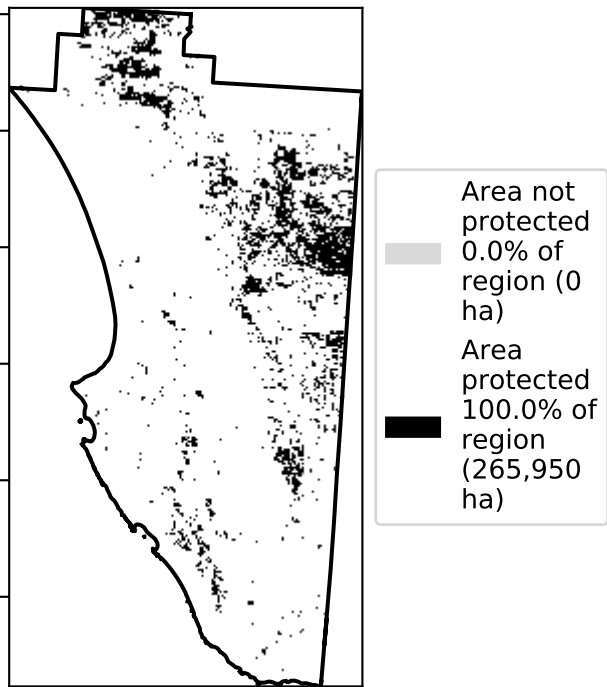 Area not
protected
0.0% of
region (0
ha)
Area
protected
100.0% of
region
(265,950
ha)